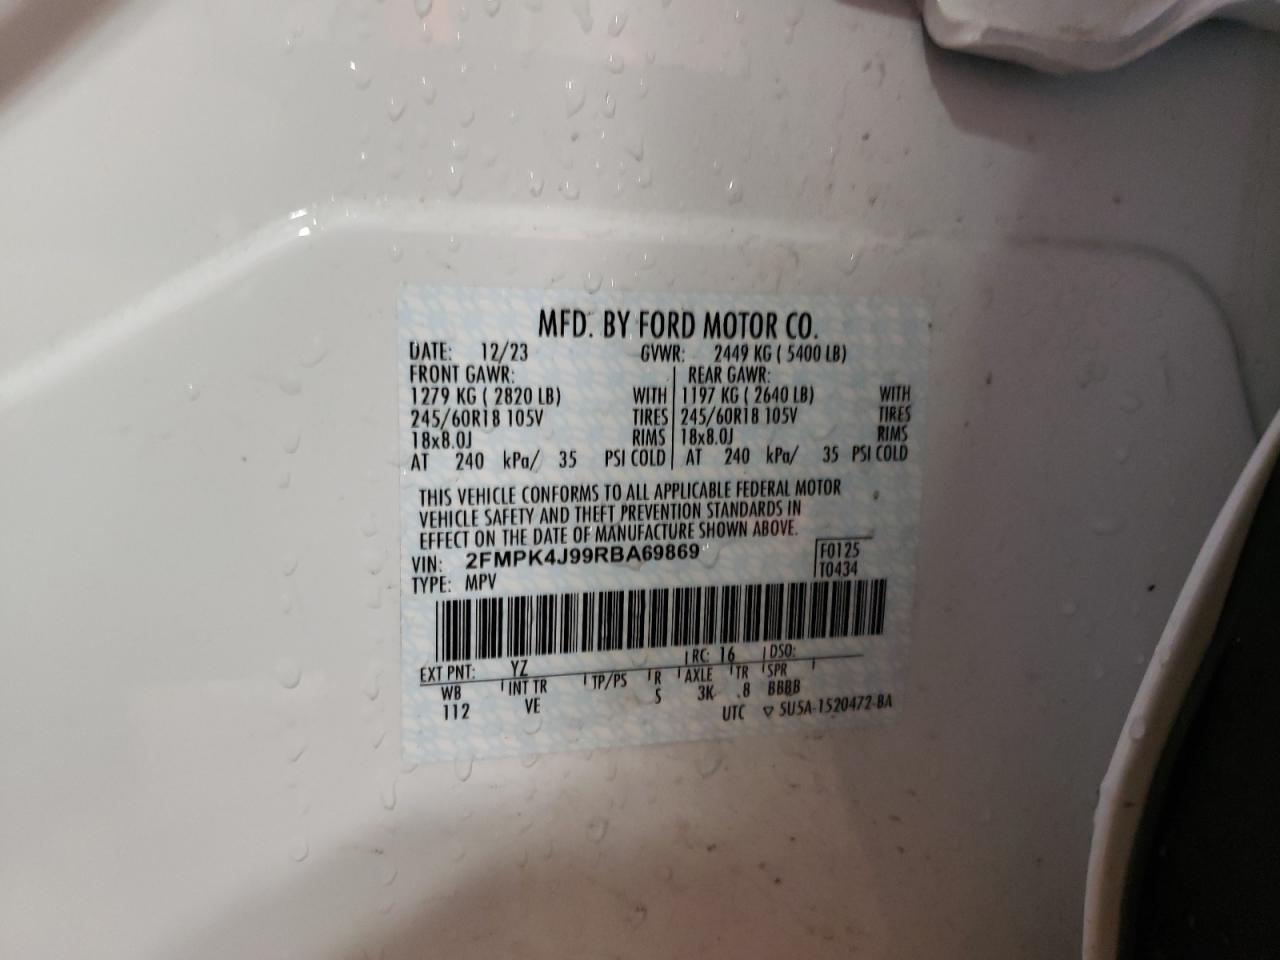 MFD. BY FORD MOTOR CO.
DATE: 12/23 GVWR: 2449 KG ( 5400 LB)
FRONT GAWR: REAR GAWR:
1279 KG ( 2820 LB) WITH 1197 KG ( 2640 LB) WITH
245/60R18 105V TIRES 245/60R18 105V TIRES
18x8.0J RIMS 18x8.0J RIMS
AT 240 kPa/ 35 PSI COLD AT 240 kPa/ 35 PSI COLD
THIS VEHICLE CONFORMS TO ALL APPLICABLE FEDERAL MOTOR
VEHICLE SAFETY AND THEFT PREVENTION STANDARDS IN
EFFECT ON THE DATE OF MANUFACTURE SHOWN ABOVE.
VIN: 2FMPK4J99RBA69869 F0125
TYPE: MPV T0434
EXT PNT: YZ RC: 16 DSO:
WB INT TR TP/PS R AXLE TR SPR
112 VE S 3K 8 BBBB
UTC ▽ SU5A-1520472-BA